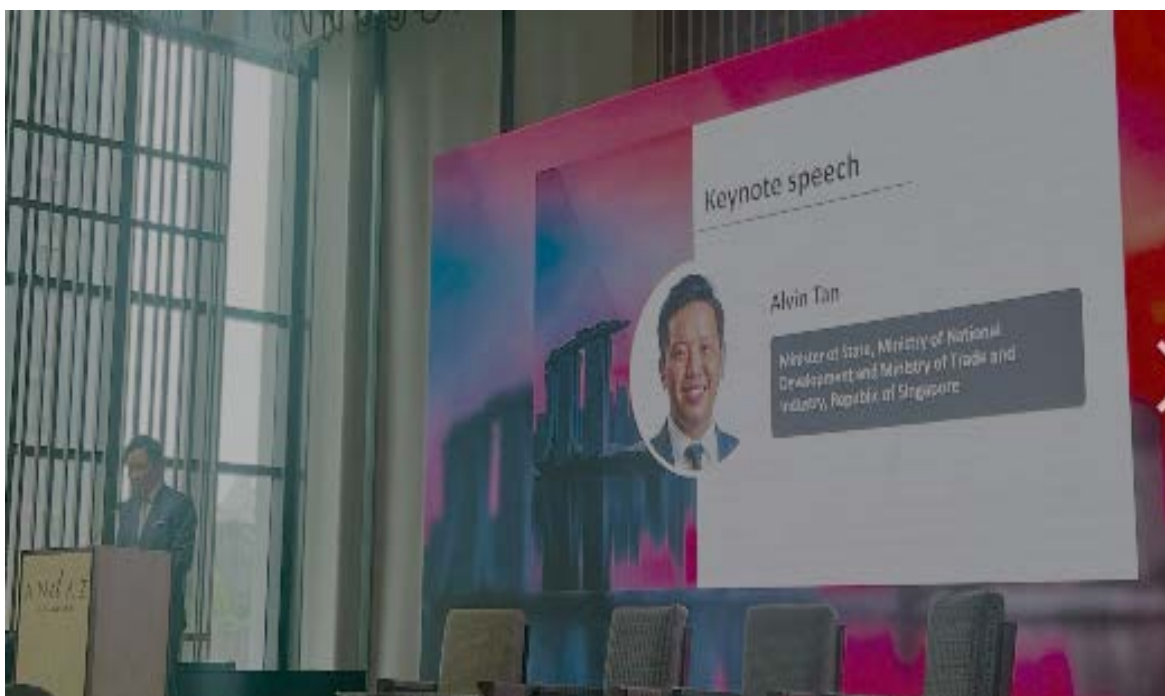 Keynote speech
Alvin Tan
Minister of State, Ministry of National
Development and Ministry of Trade and
Industry, Republic of Singapore